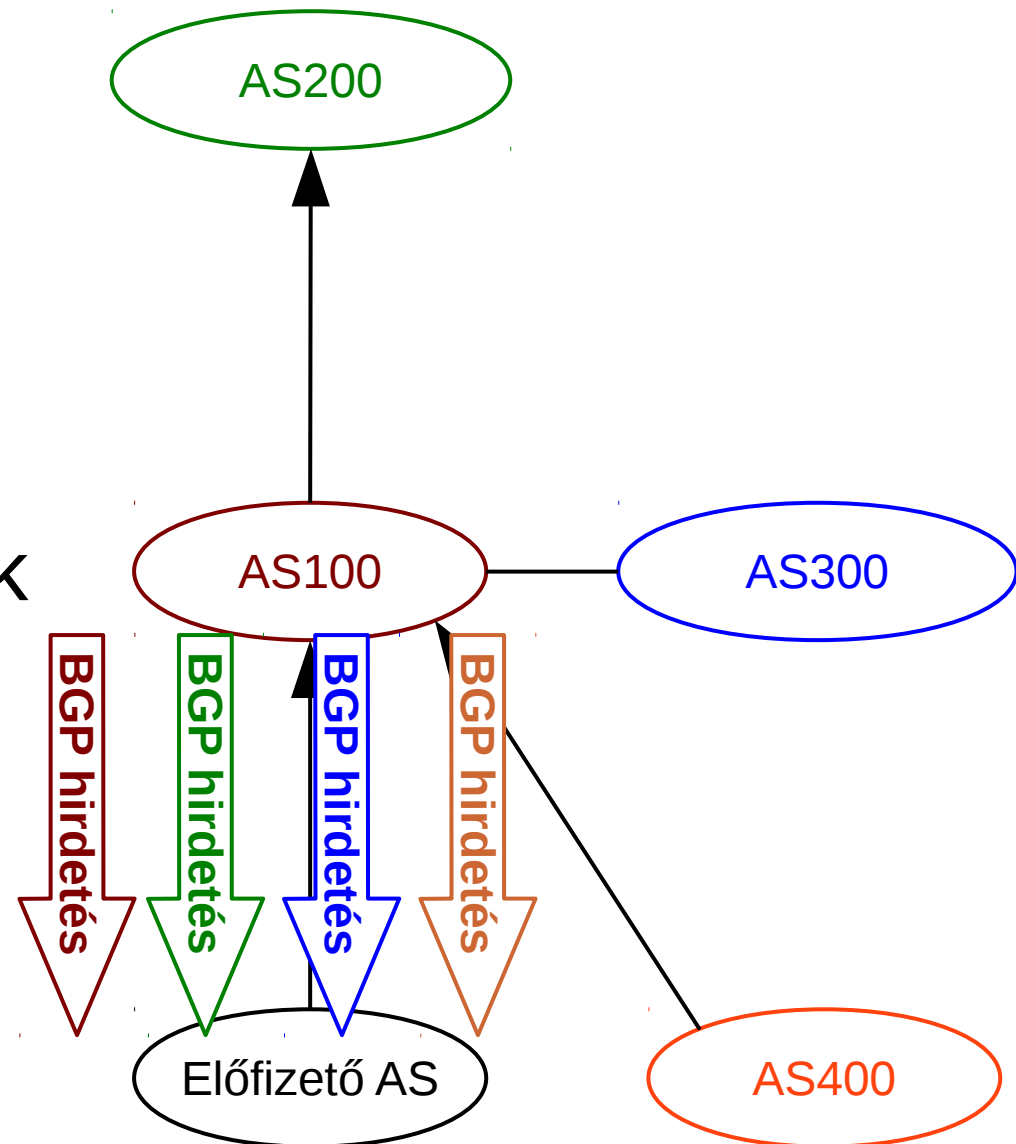 AS200
k
AS100
AS300
BGP hirdetés
BGP hirdetés
BGP hirdetés
BGP hirdetés
Előfizető AS
AS400